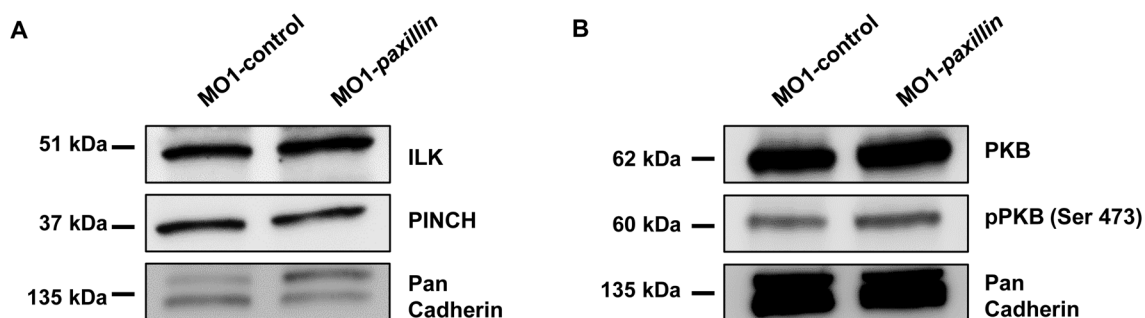 A
MO1-control
MO1-paxillin
51 kDa
ILK
37 kDa
PINCH
135 kDa
Pan
Cadherin
B
MO1-control
MO1-paxillin
62 kDa
PKB
60 kDa
pPKB (Ser 473)
135 kDa
Pan
Cadherin